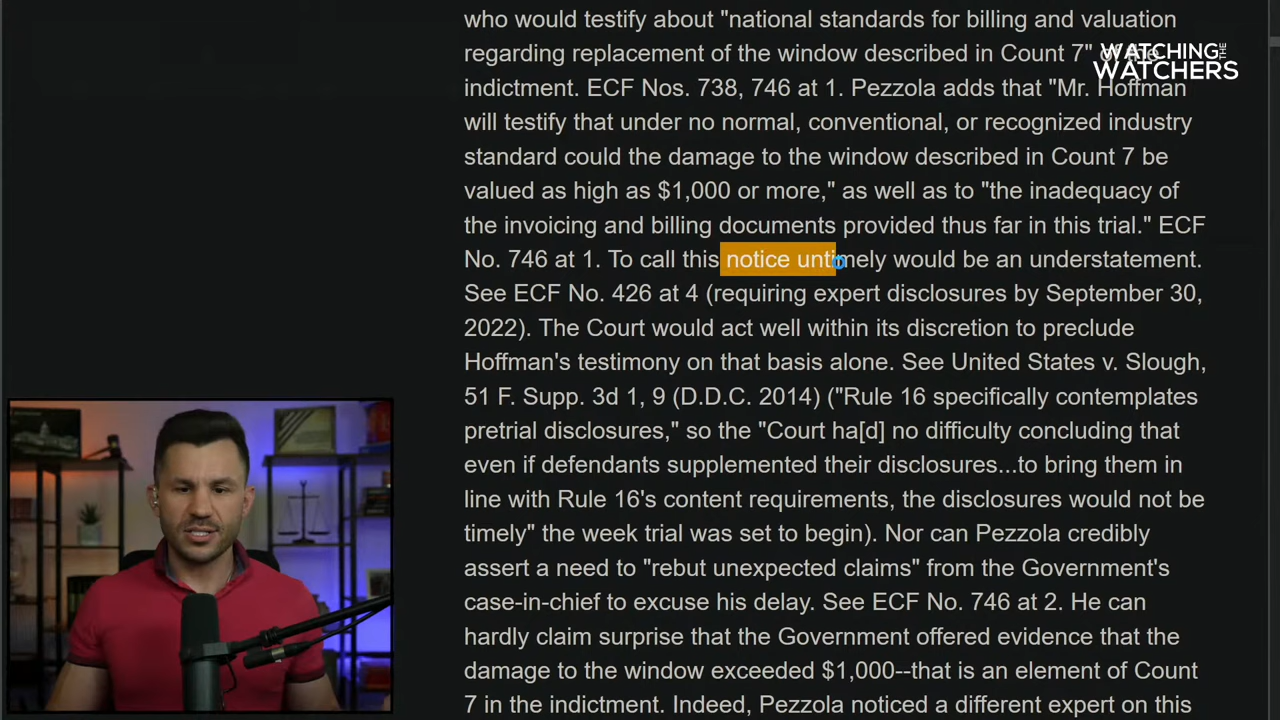 who would testify about "national standards for billing and valuation
regarding replacement of the window described in Count 7" of the
indictment. ECF Nos. 738, 746 at 1. Pezzola adds that "Mr. Hoffman
will testify that under no normal, conventional, or recognized industry
standard could the damage to the window described in Count 7 be
valued as high as $1,000 or more," as well as to "the inadequacy of
the invoicing and billing documents provided thus far in this trial." ECF
No. 746 at 1. To call this notice untimely would be an understatement.
See ECF No. 426 at 4 (requiring expert disclosures by September 30,
2022). The Court would act well within its discretion to preclude
Hoffman's testimony on that basis alone. See United States v. Slough,
51 F. Supp. 3d 1, 9 (D.D.C. 2014) ("Rule 16 specifically contemplates
pretrial disclosures," so the "Court ha[d] no difficulty concluding that
even if defendants supplemented their disclosures...to bring them in
line with Rule 16's content requirements, the disclosures would not be
timely" the week trial was set to begin). Nor can Pezzola credibly
assert a need to "rebut unexpected claims" from the Government's
case-in-chief to excuse his delay. See ECF No. 746 at 2. He can
hardly claim surprise that the Government offered evidence that the
damage to the window exceeded $1,000--that is an element of Count
7 in the indictment. Indeed, Pezzola noticed a different expert on this
WATCHING THE
WATCHERS